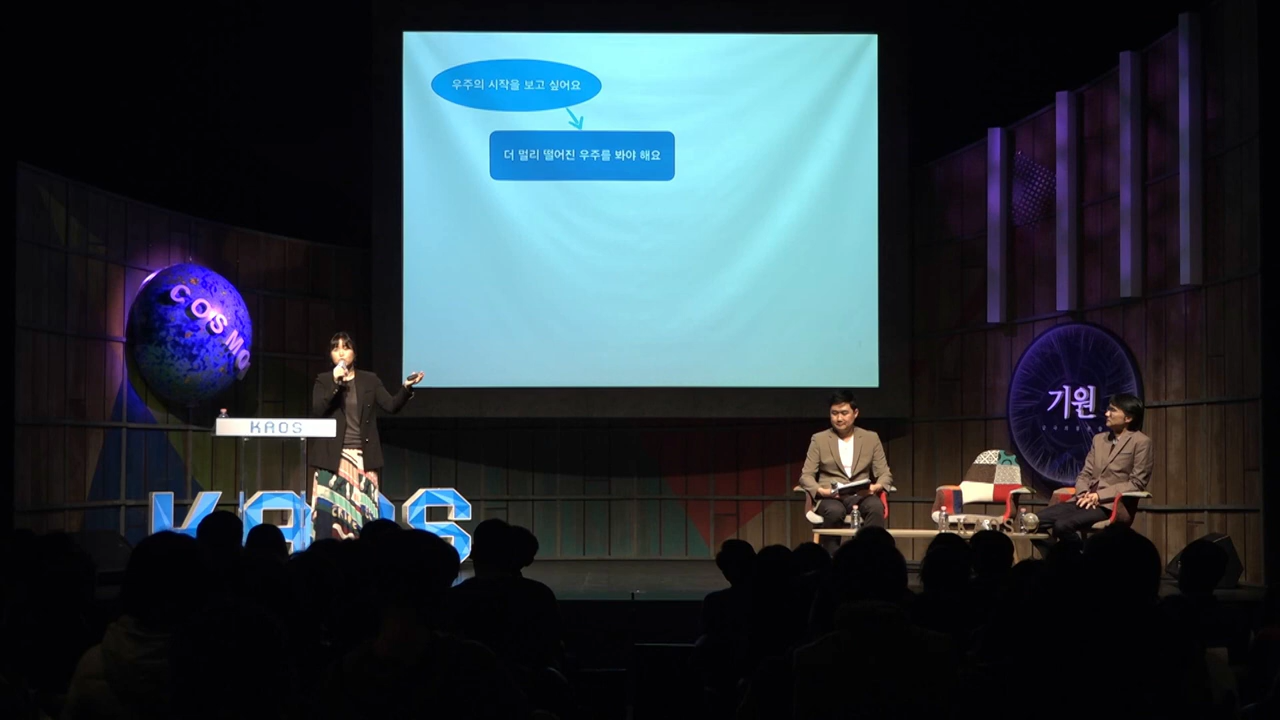 우주의 시작을 보고 싶어요
더 멀리 떨어진 우주를 봐야 해요
COSMO
KAOS
기원
KAOS